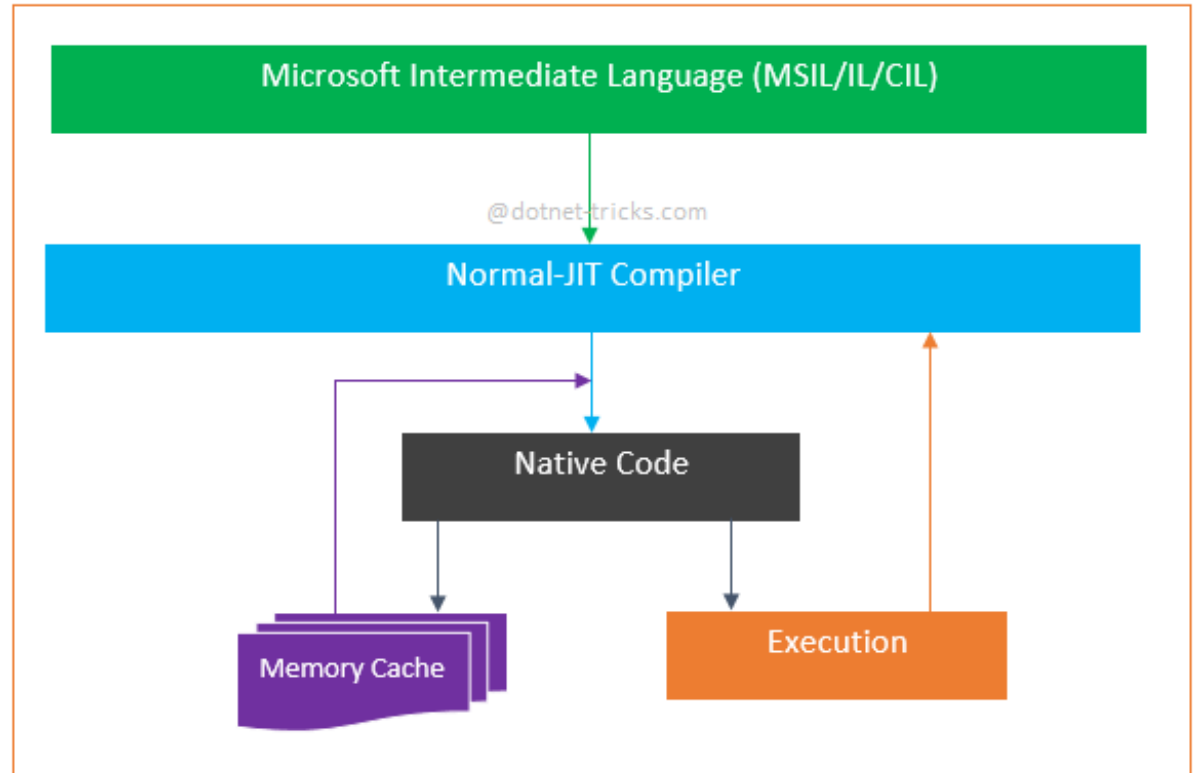 Microsoft Intermediate Language (MSIL/IL/CIL)
@dotnet-tricks.com
Normal-JIT Compiler
Native Code
Memory Cache
Execution